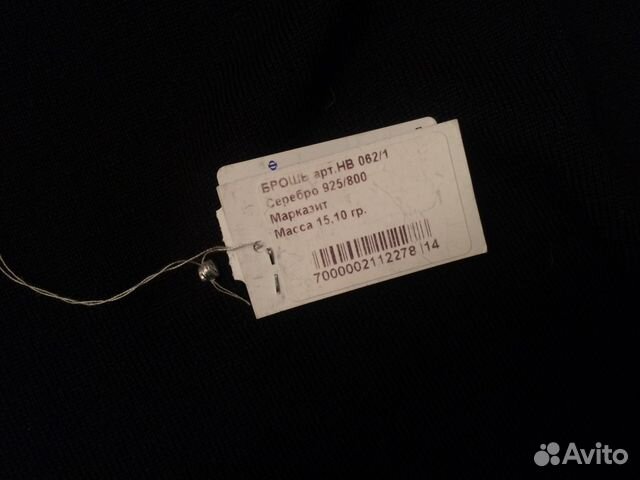 БРОШЬ арт.НВ 062/1
Серебро 925/800
Марказит
Масса 15,10 гр.
7000002112278 14
Avito